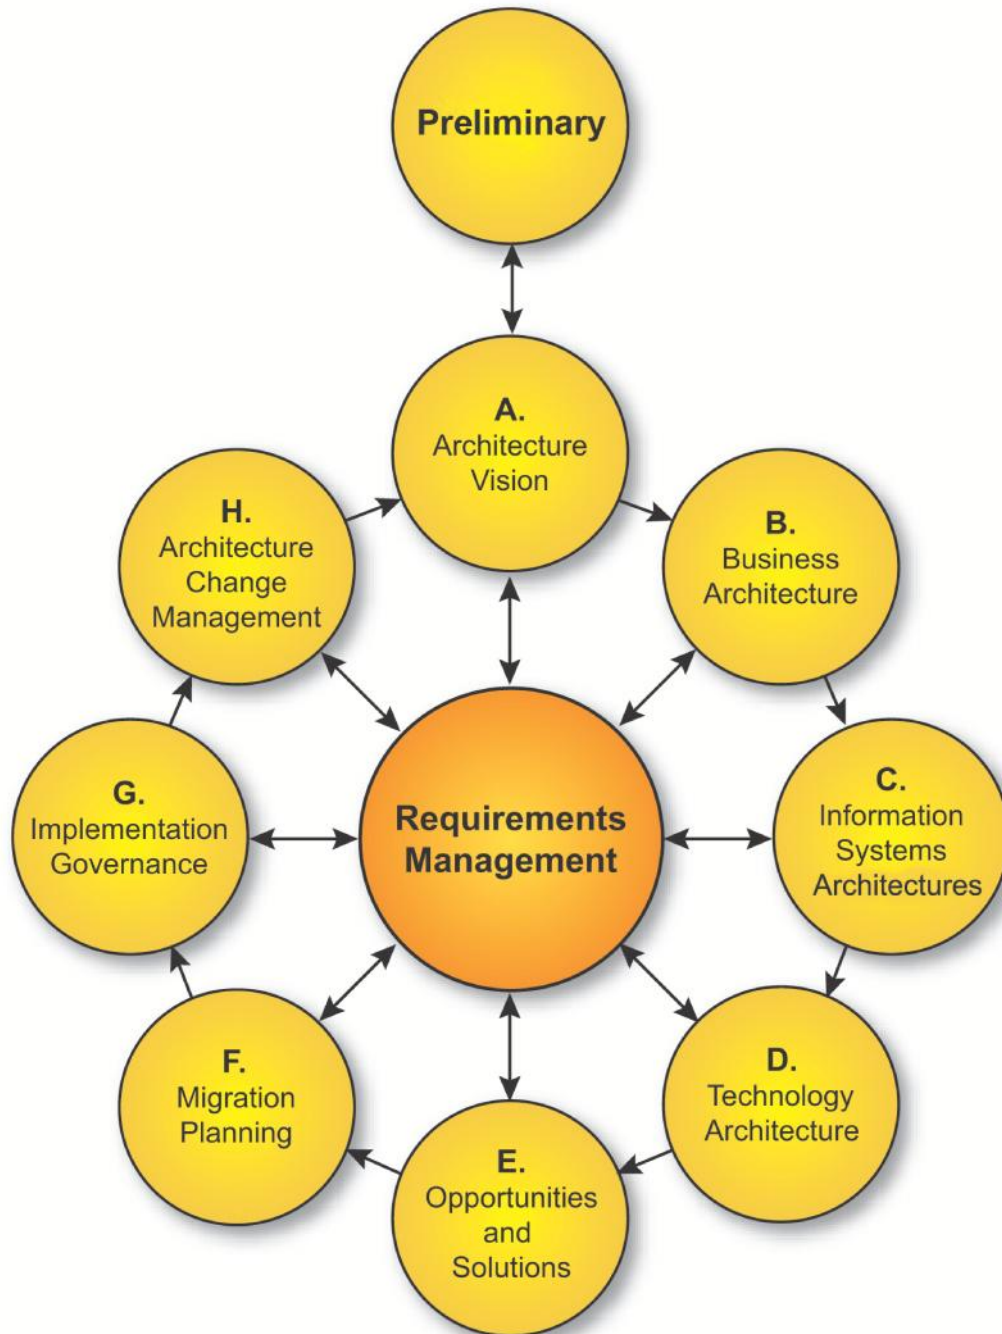 Preliminary
A.
Architecture
Vision
B.
Business
Architecture
C.
Information
Systems
Architectures
D.
Technology
Architecture
E.
Opportunities
and
Solutions
F.
Migration
Planning
G.
Implementation
Governance
H.
Architecture
Change
Management
Requirements
Management